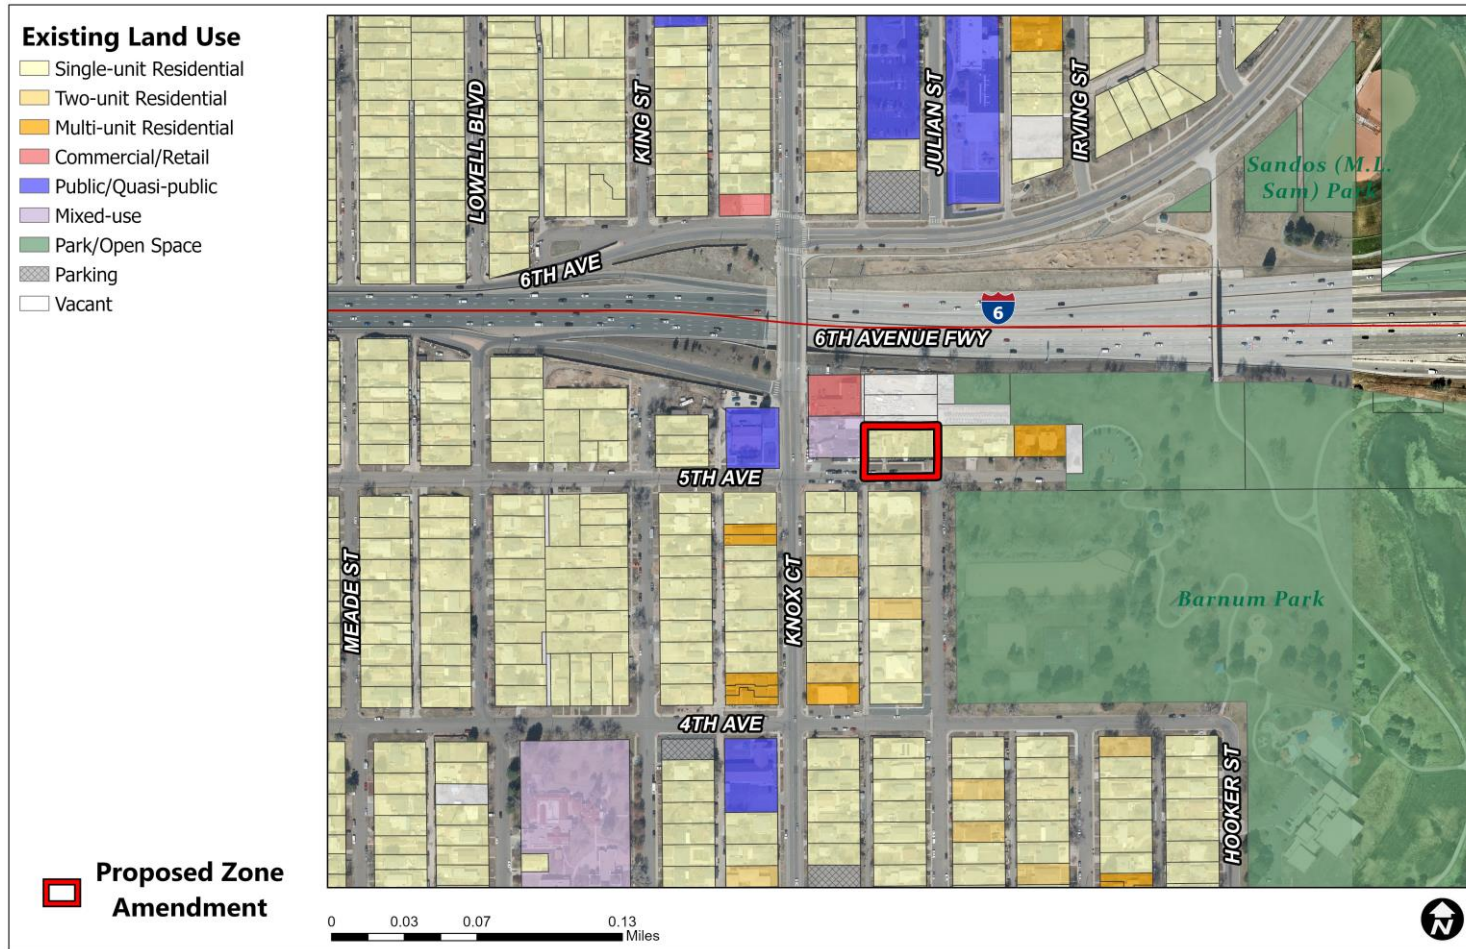 Existing Land Use
Single-unit Residential
Two-unit Residential
Multi-unit Residential
Commercial/Retail
Public/Quasi-public
Mixed-use
Park/Open Space
Parking
Vacant
LOWELL BLVD
KING ST
JULIAN ST
IRVING ST
Sandos (M.L.
Sam) Park
6TH AVE
6
6TH AVENUE FWY
5TH AVE
MEADE ST
KNOX CT
Barnum Park
4TH AVE
HOOKER ST
Proposed Zone
Amendment
0 0.03 0.07 0.13
Miles
N